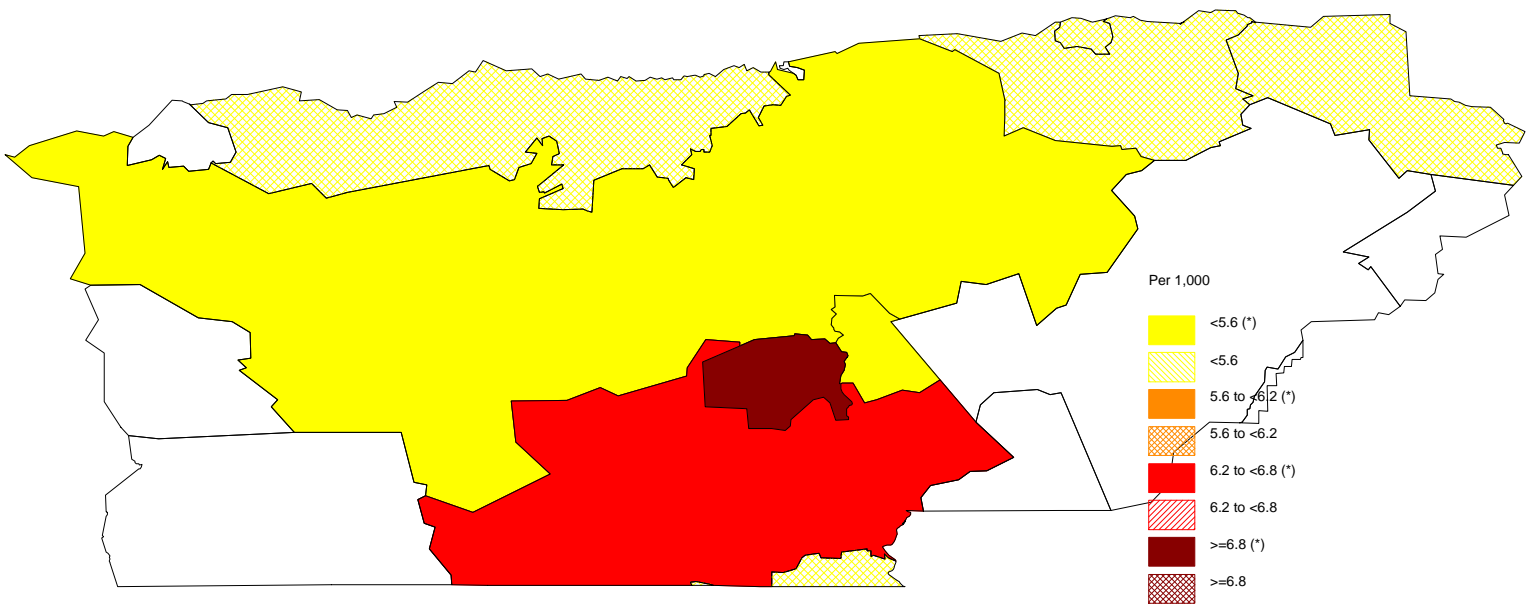 Per 1,000
<5.6 (*)
<5.6
5.6 to <6.2 (*)
5.6 to <6.2
6.2 to <6.8 (*)
6.2 to <6.8
>=6.8 (*)
>=6.8